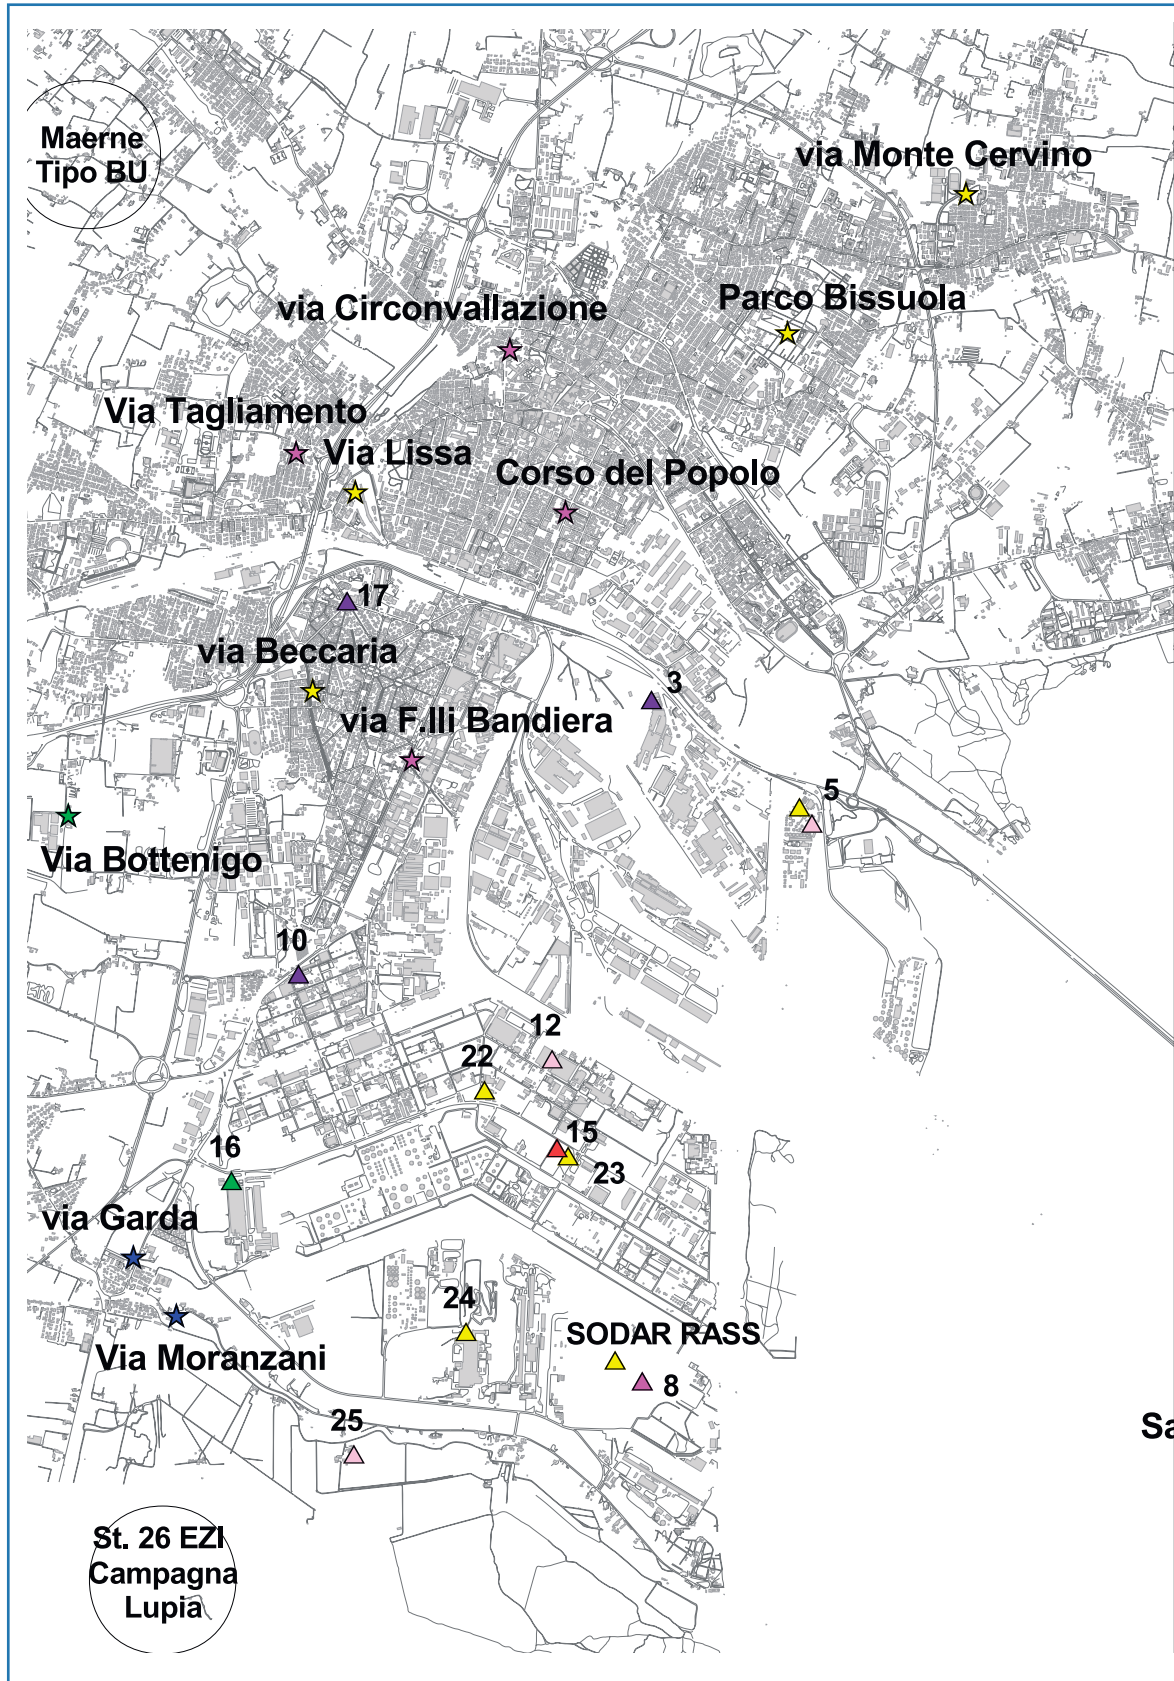 Maerne
Tipo BU
via Monte Cervino
Parco Bissuola
via Circonvallazione
Via Tagliamento
Via Lissa
Corso del Popolo
17
via Beccaria
3
via F.lli Bandiera
5
Via Bottenigo
10
12
22
15
16
23
via Garda
24
SODAR RASS
Via Moranzani
8
25
Sa
St. 26 EZI
Campagna
Lupia